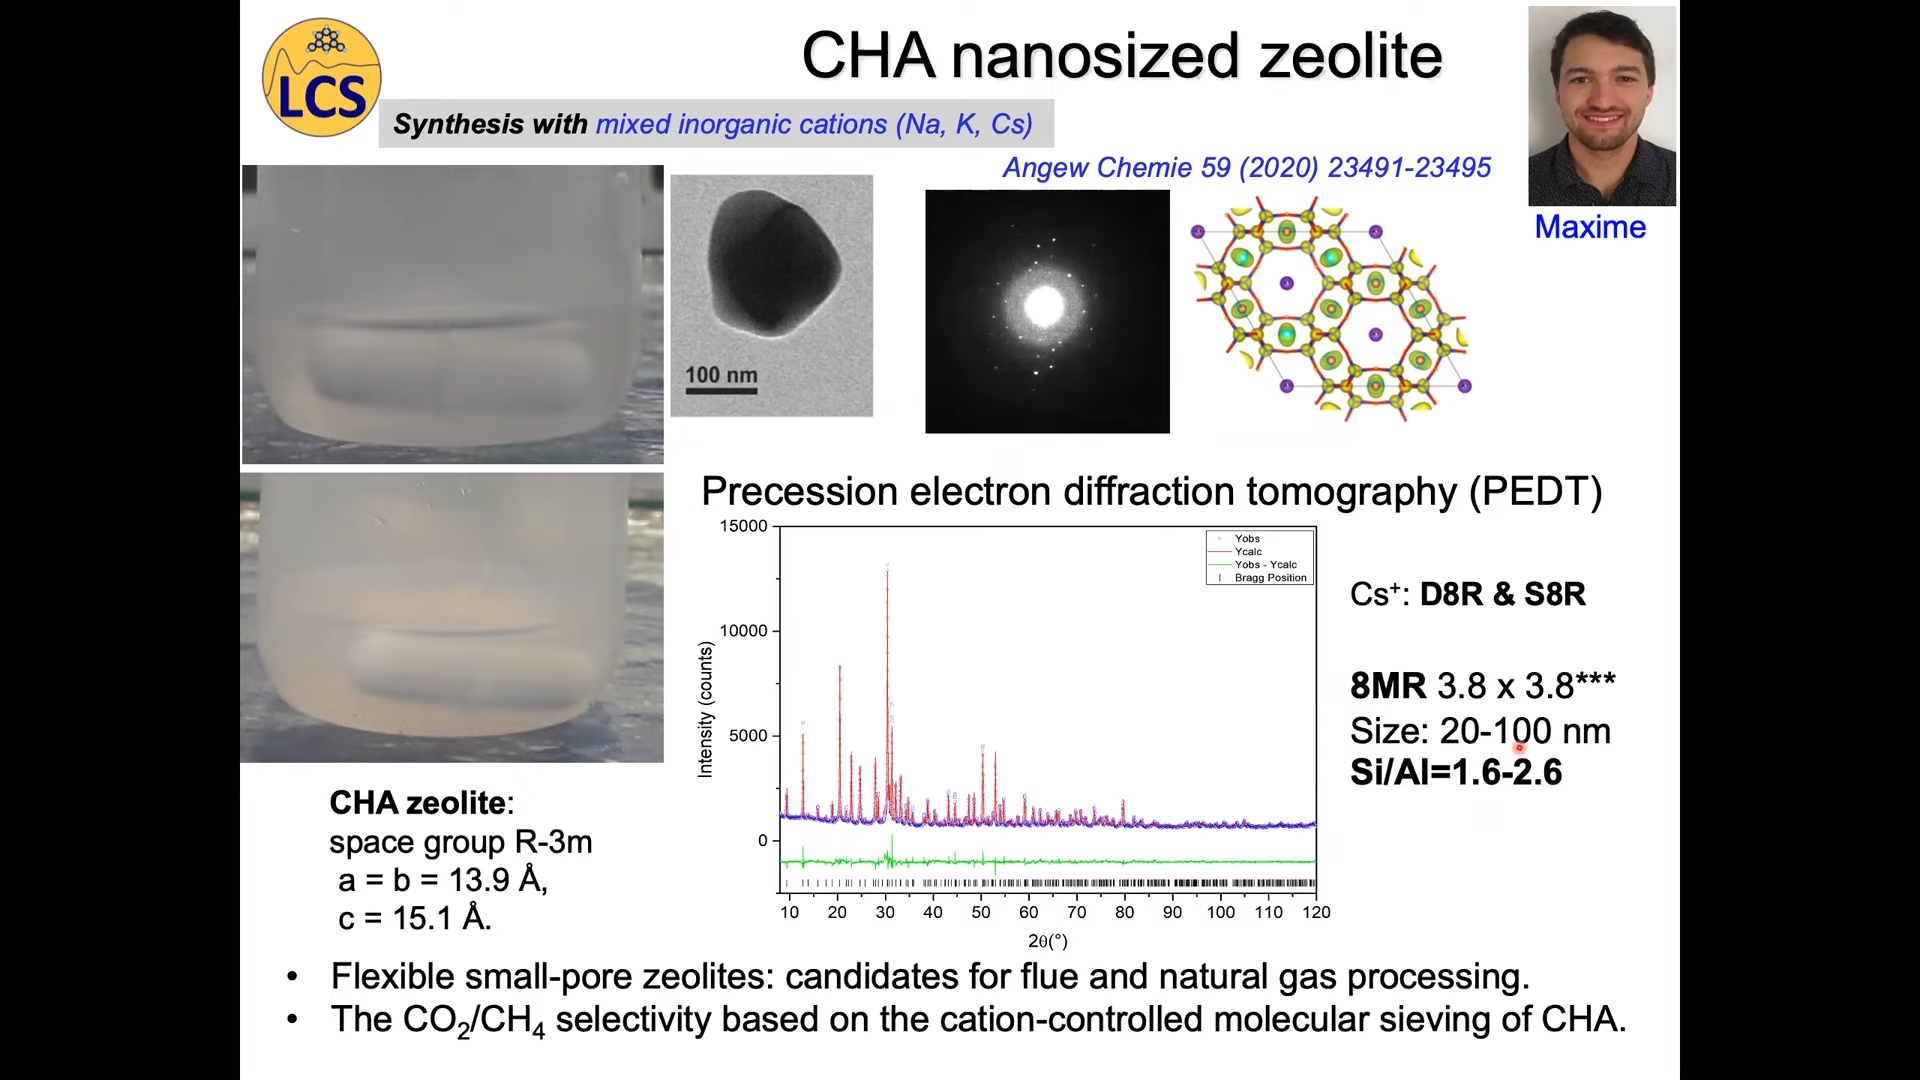 LCS
CHA nanosized zeolite
Synthesis with mixed inorganic cations (Na, K, Cs)
Angew Chemie 59 (2020) 23491-23495
Maxime
100 nm
Precession electron diffraction tomography (PEDT)
15000
10000
5000
0
Intensity (counts)
Yobs
Ycalc
Yobs - Ycalc
Bragg Position
10 20 30 40 50 60 70 80 90 100 110 120
2θ(°)
Cs⁺: D8R & S8R
8MR 3.8 x 3.8***
Size: 20-100 nm
Si/Al=1.6-2.6
CHA zeolite:
space group R-3m
a = b = 13.9 Å,
c = 15.1 Å.
• Flexible small-pore zeolites: candidates for flue and natural gas processing.
• The CO₂/CH₄ selectivity based on the cation-controlled molecular sieving of CHA.